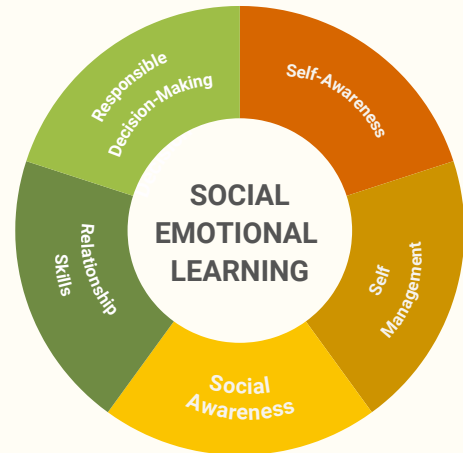 SOCIAL
EMOTIONAL
LEARNING
Self-Awareness
Self
Management
Social
Awareness
Relationship
Skills
Responsible
Decision-Making